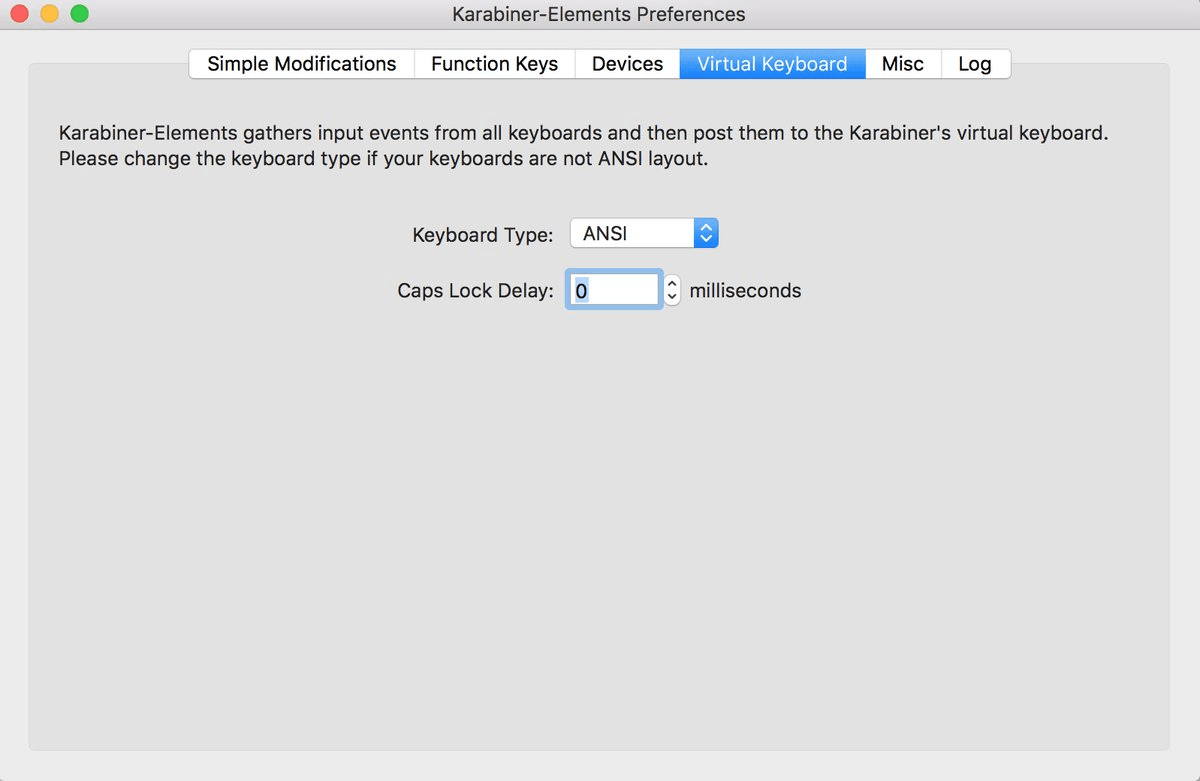 Karabiner-Elements Preferences
Simple Modifications Function Keys Devices Virtual Keyboard Misc Log
Karabiner-Elements gathers input events from all keyboards and then post them to the Karabiner's virtual keyboard.
Please change the keyboard type if your keyboards are not ANSI layout.
Keyboard Type: ANSI
Caps Lock Delay: 0 milliseconds